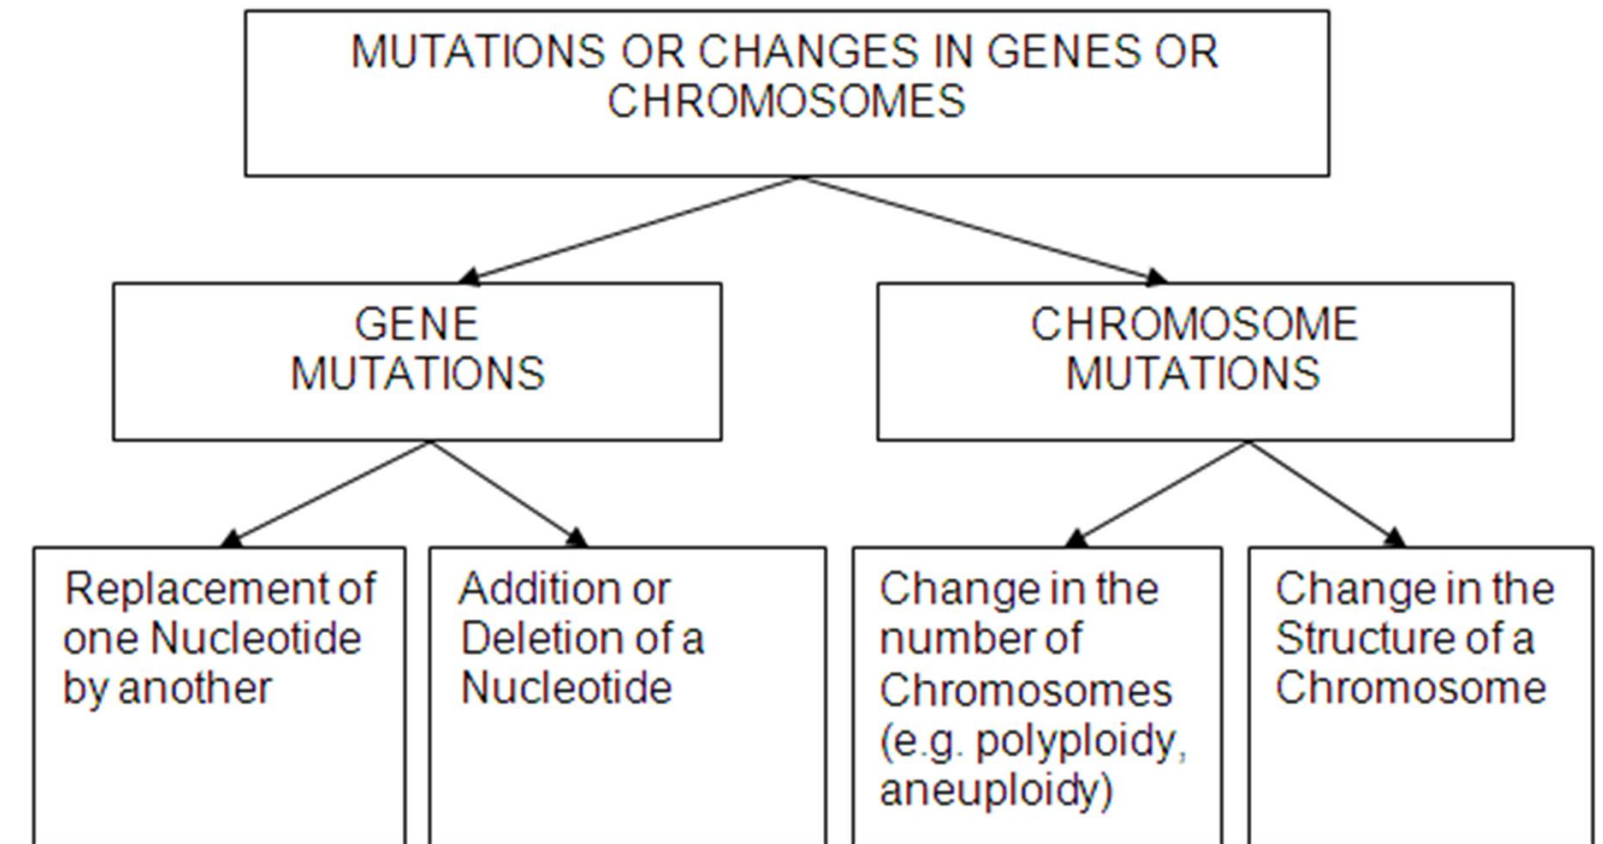 MUTATIONS OR CHANGES IN GENES OR
CHROMOSOMES
GENE
MUTATIONS
CHROMOSOME
MUTATIONS
Replacement of
one Nucleotide
by another
Addition or
Deletion of a
Nucleotide
Change in the
number of
Chromosomes
(e.g. polyploidy,
aneuploidy)
Change in the
Structure of a
Chromosome